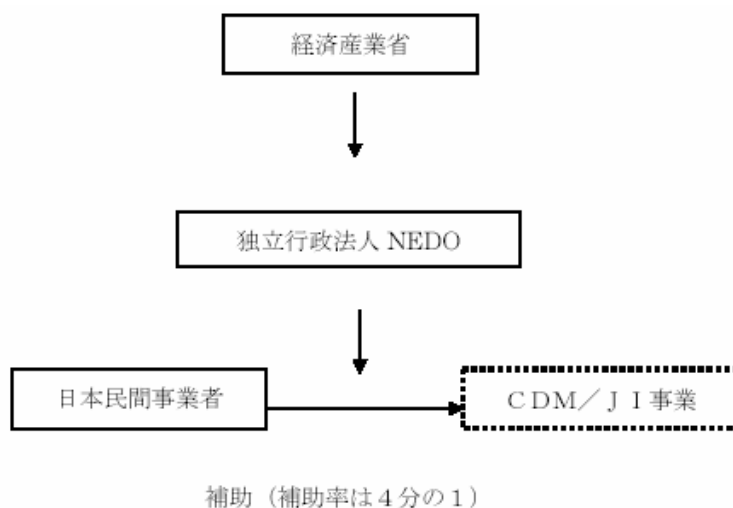 経済産業省
独立行政法人 NEDO
日本民間事業者
ＣＤＭ／ＪＩ事業
補助（補助率は４分の１）